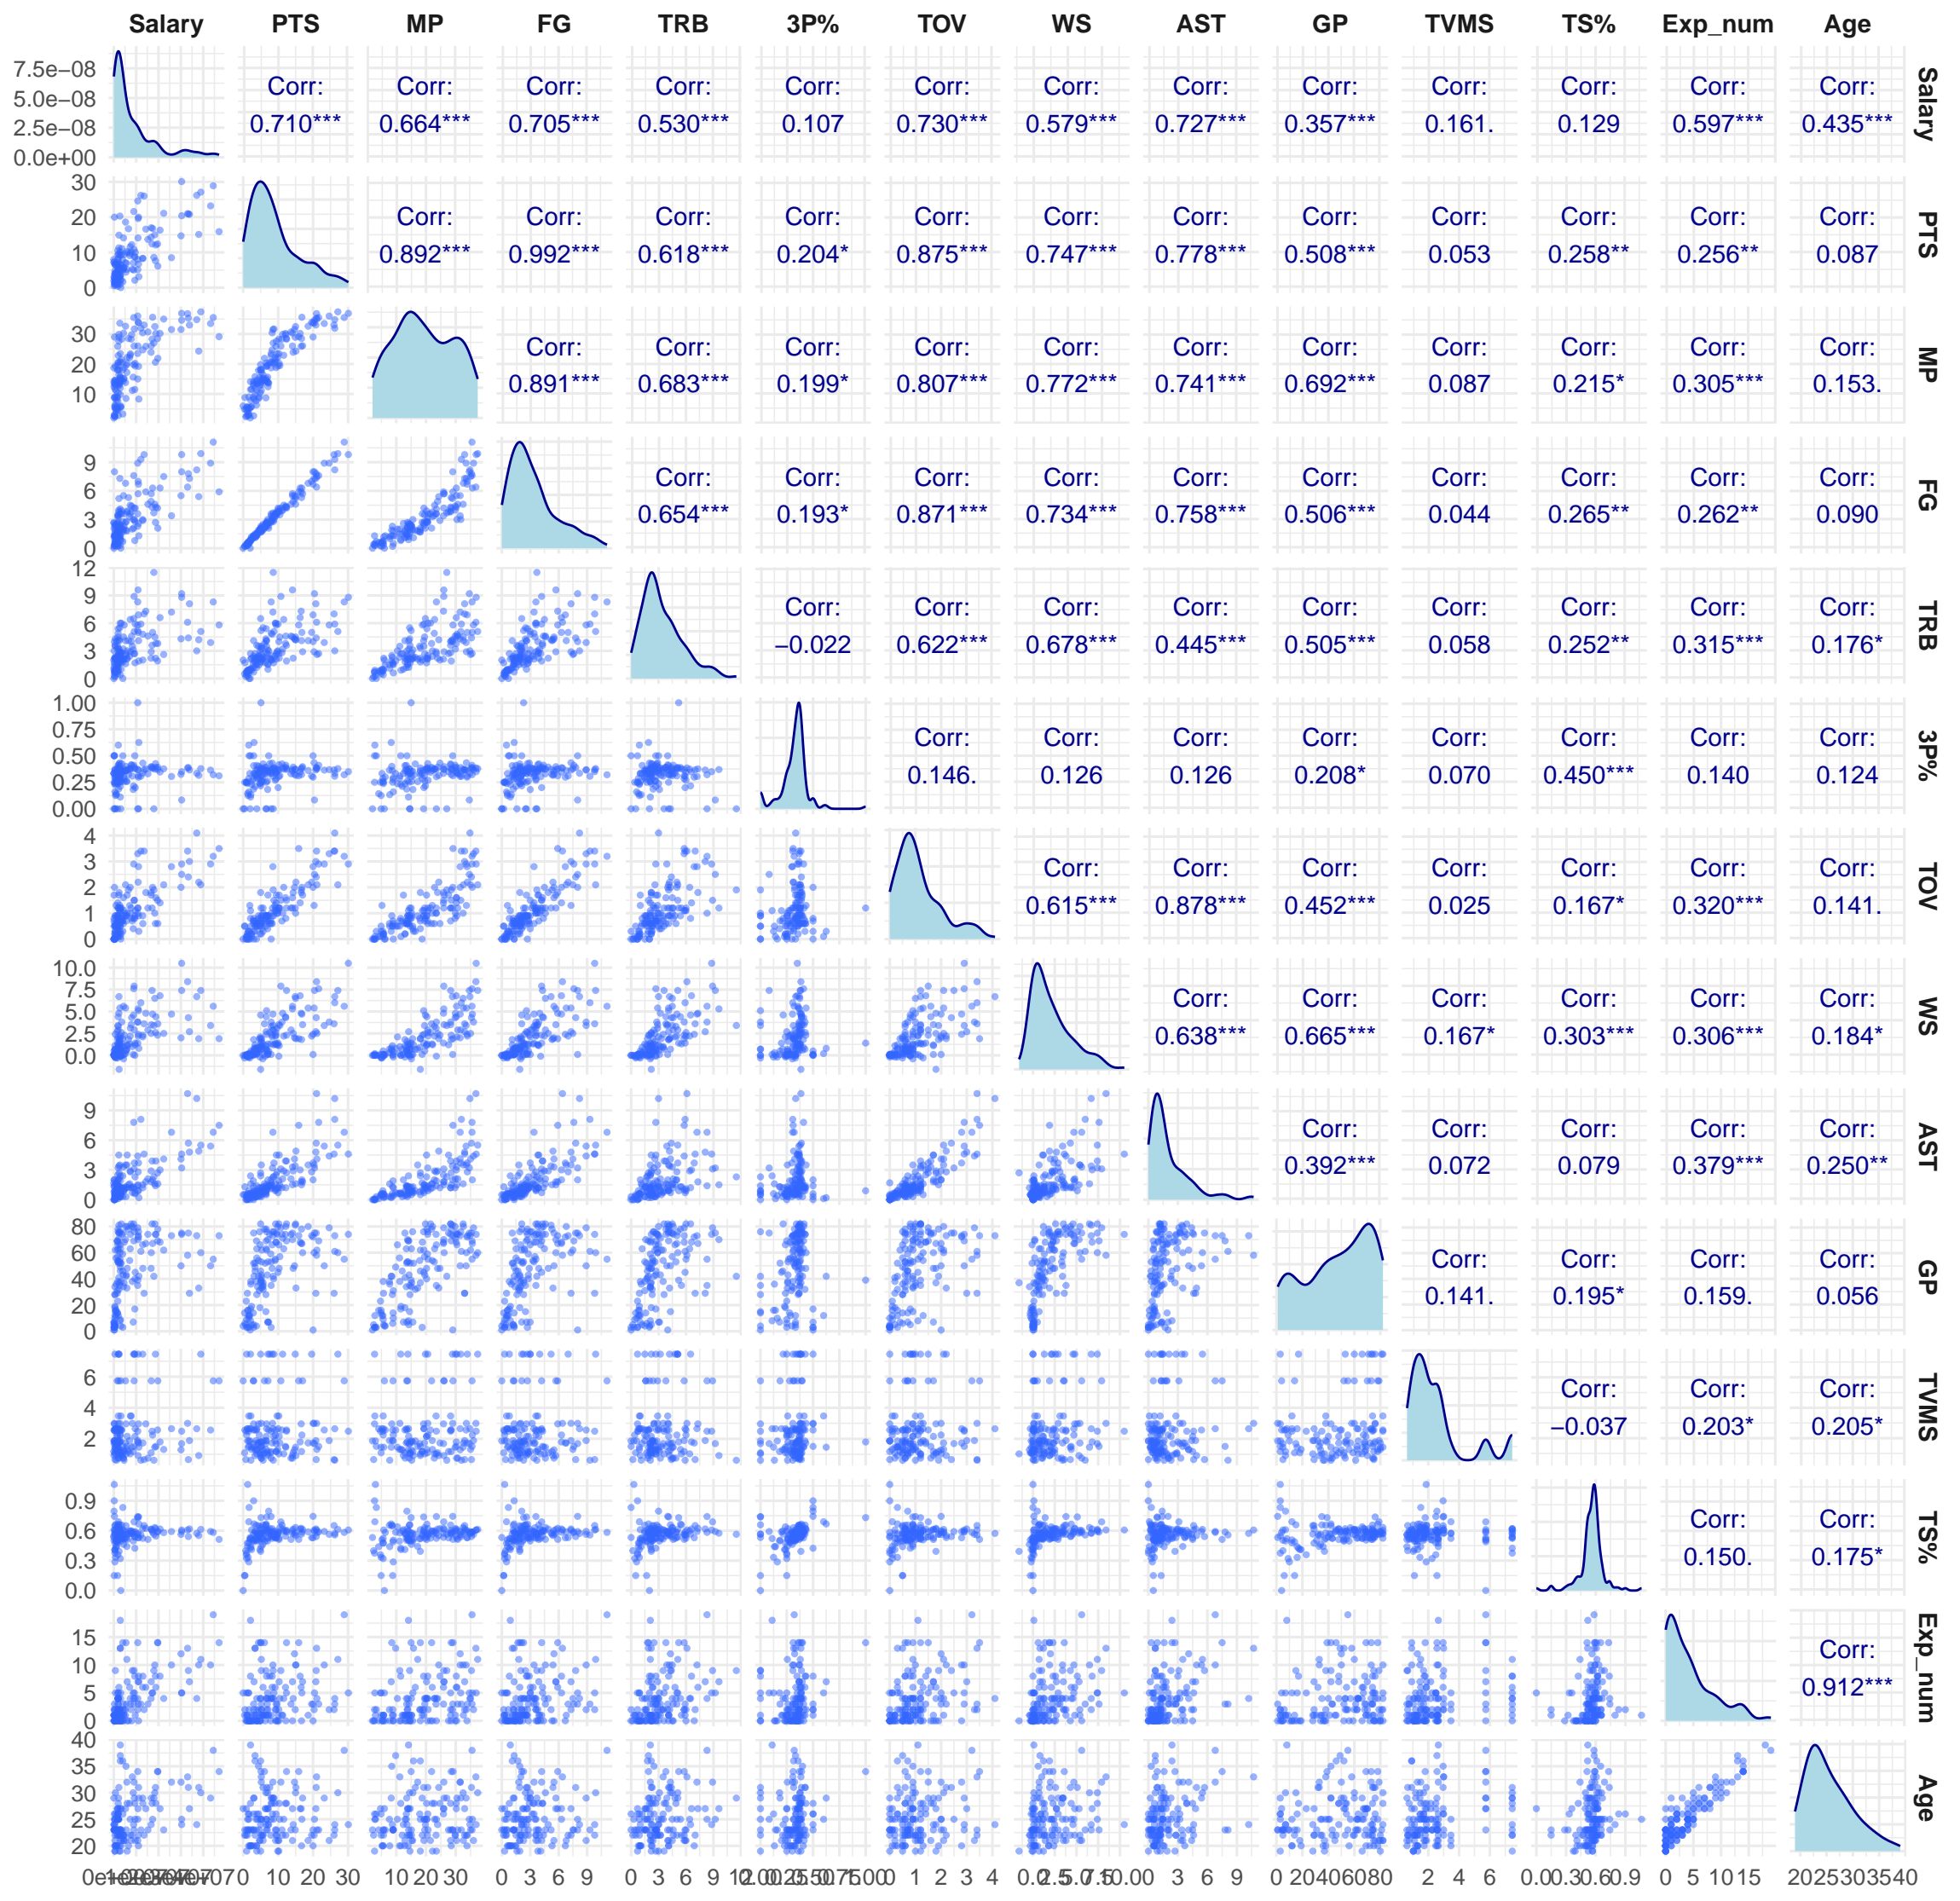 Salary PTS MP FG TRB 3P% TOV WS AST GP TVMS TS% Exp_num Age
7.5e−08
5.0e−08
2.5e−08
0.0e+00
Corr: Corr: Corr: Corr: Corr: Corr: Corr: Corr: Corr: Corr: Corr: Corr: Corr:
0.710*** 0.664*** 0.705*** 0.530*** 0.107 0.730*** 0.579*** 0.727*** 0.357*** 0.161. 0.129 0.597*** 0.435***
Salary
30
20
10
0
Corr: Corr: Corr: Corr: Corr: Corr: Corr: Corr: Corr: Corr: Corr: Corr:
0.892*** 0.992*** 0.618*** 0.204* 0.875*** 0.747*** 0.778*** 0.508*** 0.053 0.258** 0.256** 0.087
PTS
30
20
10
Corr: Corr: Corr: Corr: Corr: Corr: Corr: Corr: Corr: Corr: Corr:
0.891*** 0.683*** 0.199* 0.807*** 0.772*** 0.741*** 0.692*** 0.087 0.215* 0.305*** 0.153.
MP
9
6
3
0
Corr: Corr: Corr: Corr: Corr: Corr: Corr: Corr: Corr: Corr:
0.654*** 0.193* 0.871*** 0.734*** 0.758*** 0.506*** 0.044 0.265** 0.262** 0.090
FG
12
9
6
3
0
Corr: Corr: Corr: Corr: Corr: Corr: Corr: Corr: Corr:
−0.022 0.622*** 0.678*** 0.445*** 0.505*** 0.058 0.252** 0.315*** 0.176*
TRB
1.00
0.75
0.50
0.25
0.00
Corr: Corr: Corr: Corr: Corr: Corr: Corr: Corr:
0.146. 0.126 0.126 0.208* 0.070 0.450*** 0.140 0.124
3P%
4
3
2
1
0
Corr: Corr: Corr: Corr: Corr: Corr: Corr:
0.615*** 0.878*** 0.452*** 0.025 0.167* 0.320*** 0.141.
TOV
10.0
7.5
5.0
2.5
0.0
Corr: Corr: Corr: Corr: Corr: Corr:
0.638*** 0.665*** 0.167* 0.303*** 0.306*** 0.184*
WS
9
6
3
0
Corr: Corr: Corr: Corr: Corr:
0.392*** 0.072 0.079 0.379*** 0.250**
AST
80
60
40
20
0
Corr: Corr: Corr: Corr:
0.141. 0.195* 0.159. 0.056
GP
6
4
2
Corr: Corr: Corr:
−0.037 0.203* 0.205*
TVMS
0.9
0.6
0.3
0.0
Corr: Corr:
0.150. 0.175*
TS%
15
10
5
0
Corr:
0.912***
Exp_num
40
35
30
25
20
Age
0 10 20 30 10 20 30 0 3 6 9 0 3 6 9 0 1 2 3 4 0 3 6 9 0 20 40 60 80 2 4 6 0.0 0.3 0.6 0.9 0 5 10 15 20 25 30 35 40